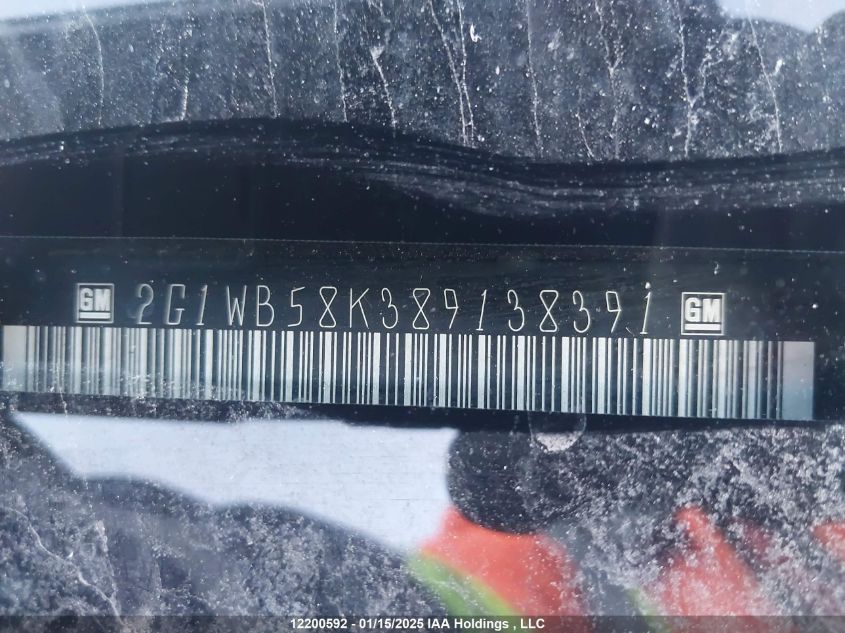 GM 2G1WB58K389138391 GM
12200592 - 01/15/2025 IAA Holdings , LLC